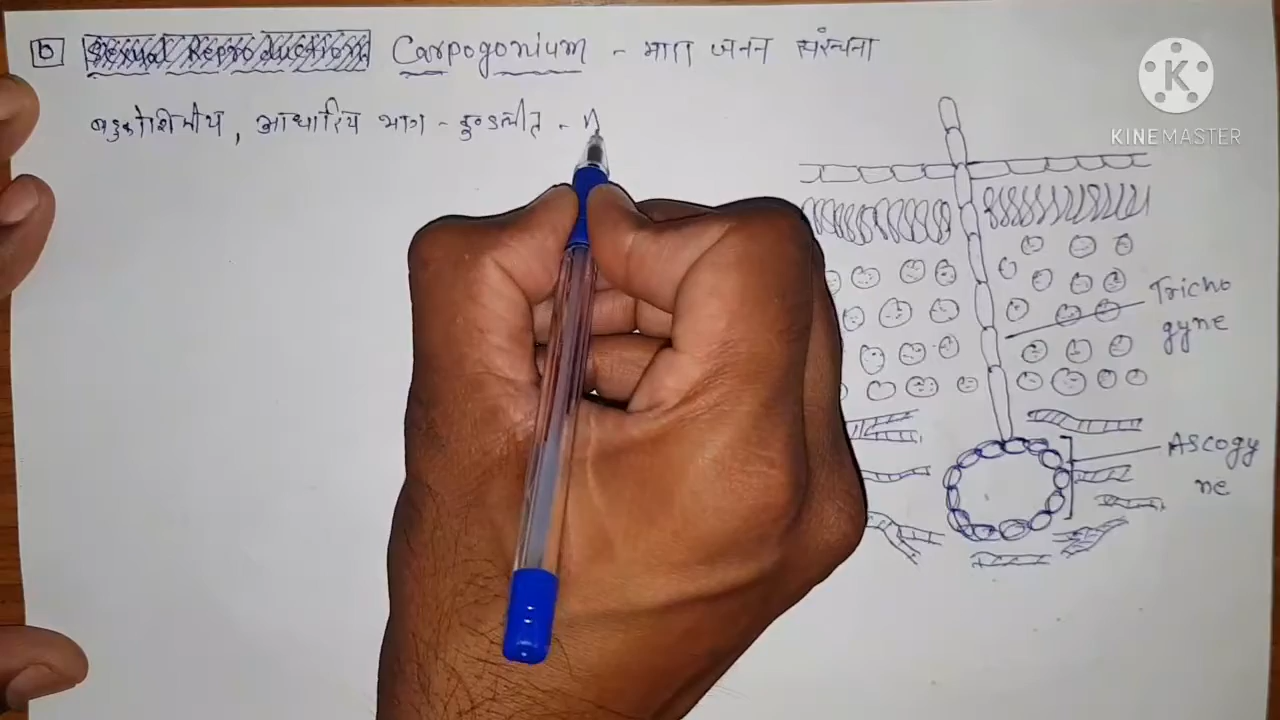 b Sexual Reproduction Carpogonium - मादा जनन संरचना
बहुकोशिकीय, आधारिय भाग - कुण्डलीत -
K
KINEMASTER
Tricho
gyne
Ascogy
ne